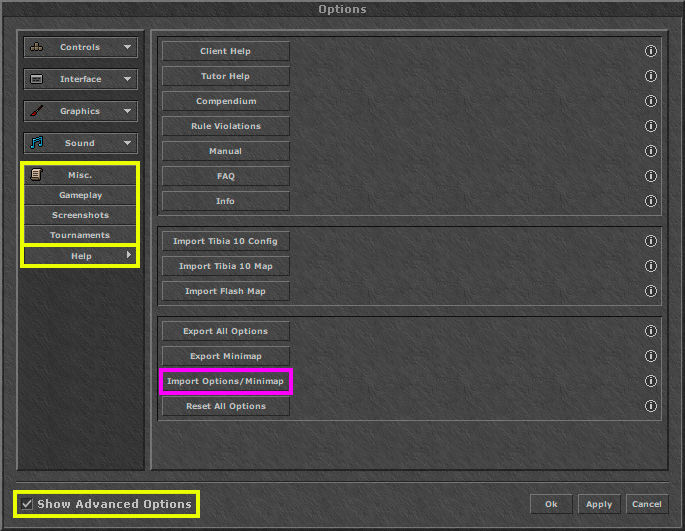 Options
Controls
Interface
Graphics
Sound
Misc.
Gameplay
Screenshots
Tournaments
Help
Client Help
Tutor Help
Compendium
Rule Violations
Manual
FAQ
Info
Import Tibia 10 Config
Import Tibia 10 Map
Import Flash Map
Export All Options
Export Minimap
Import Options/Minimap
Reset All Options
Show Advanced Options
Ok Apply Cancel